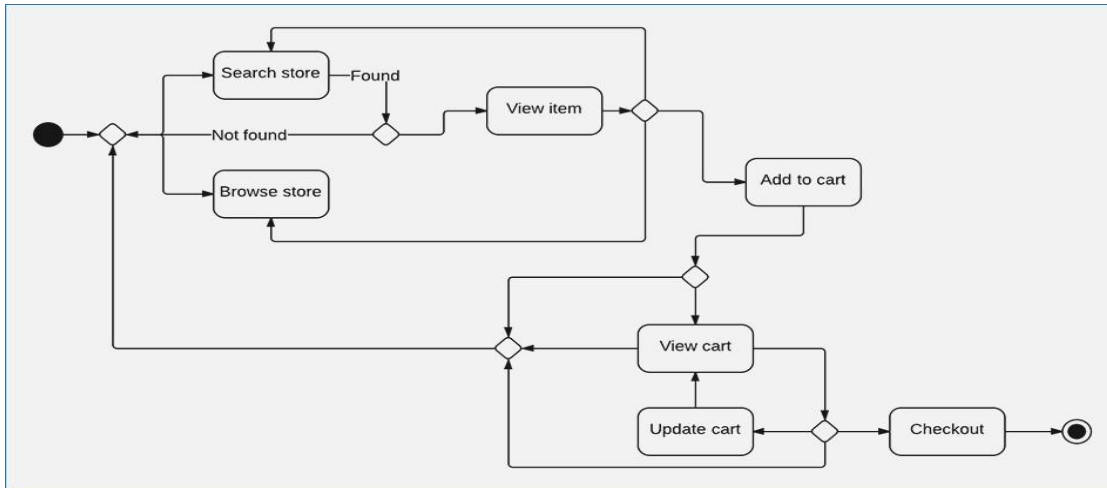 Search store
Found
View item
Not found
Browse store
Add to cart
View cart
Update cart
Checkout